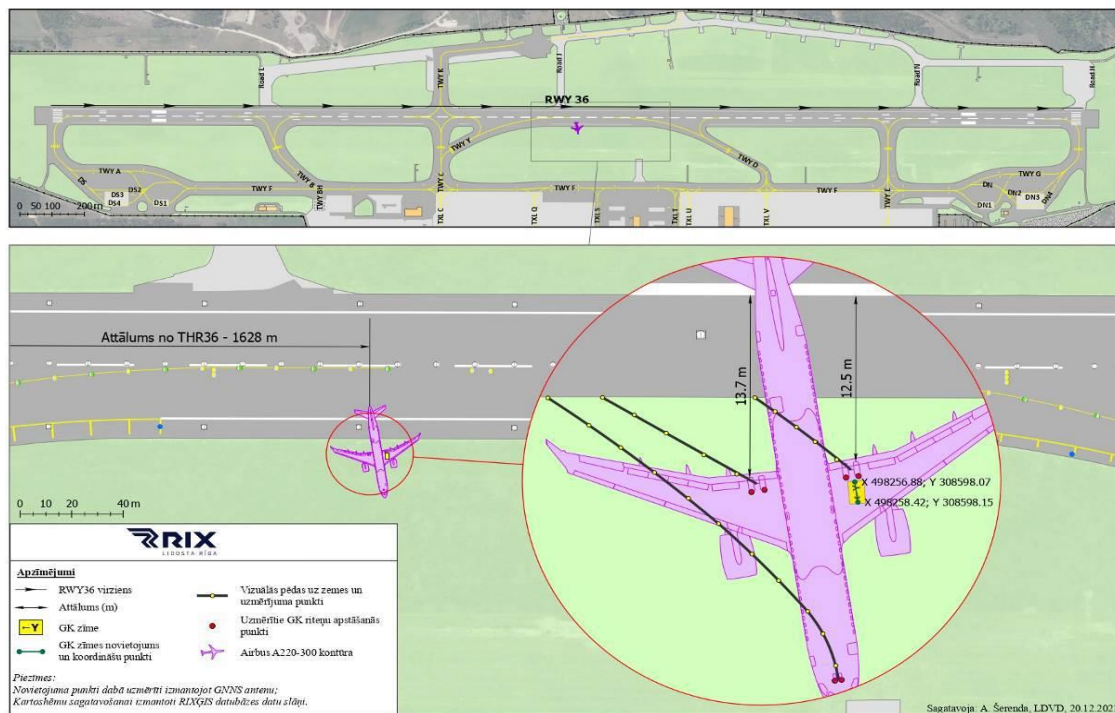 Road L
TWY K
Road J
Road N
Road H
RWY 36
TWY Y
TWY D
TWY A
DS
DS2
DS3
DS4
DS1
TWY F
TWY B
TWY BH
TWY C
TXL C
TXL Q
TWY F
TXL S
TXL T
TXL U
TXL V
TWY F
TWY E
TWY G
DN
DN2
DN1
DN3
DN4
0 50 100 200 m
Attālums no THR36 - 1628 m
13.7 m
12.5 m
X 498256.88; Y 308598.07
X 498258.42; Y 308598.15
0 20 40 m
RIX
LIDOSTA RĪGA
Apzīmējumi
RWY36 virziens
Attālums (m)
←Y
GK zīme
GK zīmes novietojums
un koordināšu punkti
Vizuālās pēdas uz zemes un
uzmērījuma punkti
Uzmērītie GK riteņu apstāšanās
punkti
Airbus A220-300 kontūra
Piezīmes:
Novietojuma punkti dabā uzmērīti izmantojot GNNS antenu;
Kartoshēmu sagatavošanai izmantoti RIXGIS datubāzes datu slāņi.
Sagatavoja: A. Šerenda, LDVD, 20.12.202